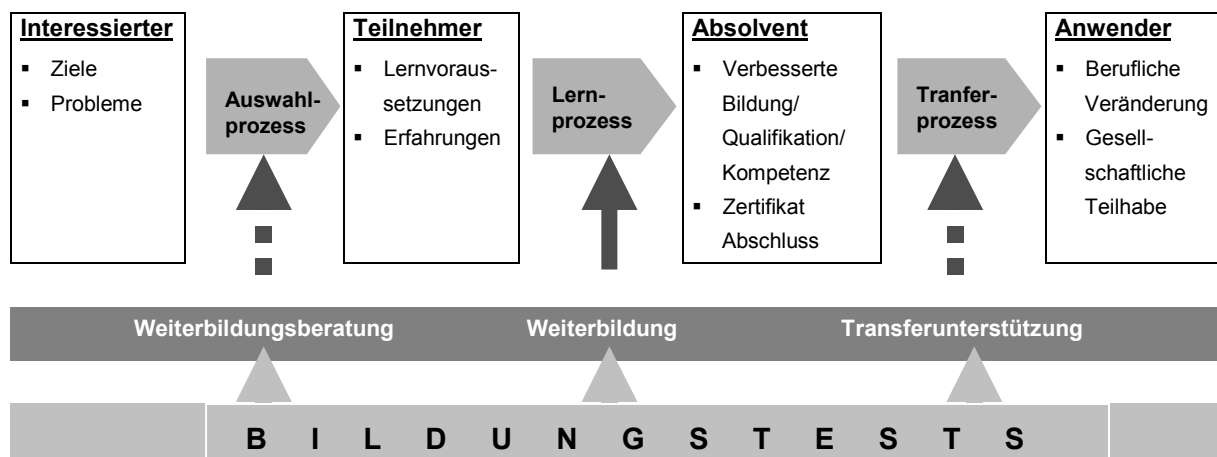 Interessierter
▪ Ziele
▪ Probleme
Auswahl-
prozess
Teilnehmer
▪ Lernvoraus-
setzungen
▪ Erfahrungen
Lern-
prozess
Absolvent
▪ Verbesserte
Bildung/
Qualifikation/
Kompetenz
▪ Zertifikat
Abschluss
Tranfer-
prozess
Anwender
▪ Berufliche
Veränderung
▪ Gesell-
schaftliche
Teilhabe
Weiterbildungsberatung Weiterbildung Transferunterstützung
B I L D U N G S T E S T S